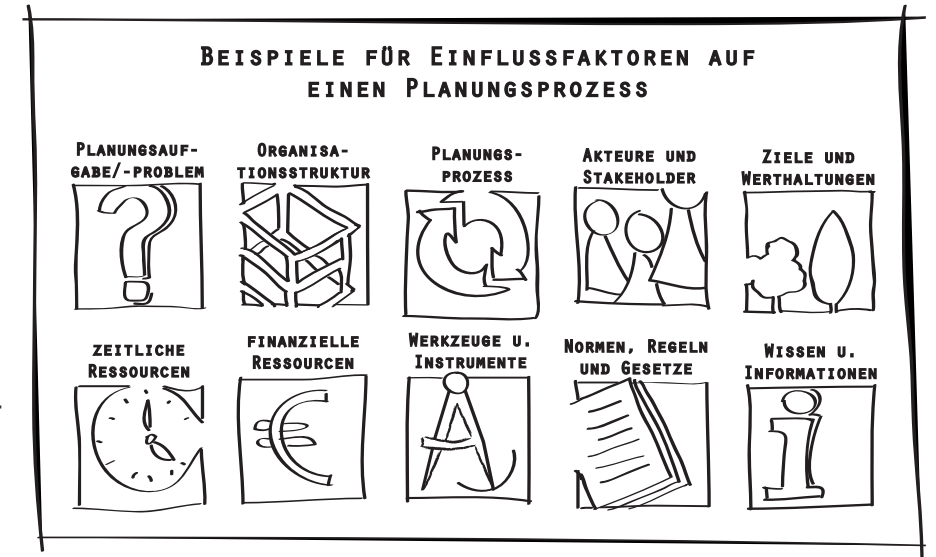 BEISPIELE FÜR EINFLUSSFAKTOREN AUF
EINEN PLANUNGSPROZESS
PLANUNGSAUF-
GABE/-PROBLEM
ORGANISA-
TIONSSTRUKTUR
PLANUNGS-
PROZESS
AKTEURE UND
STAKEHOLDER
ZIELE UND
WERTHALTUNGEN
ZEITLICHE
RESSOURCEN
FINANZIELLE
RESSOURCEN
WERKZEUGE U.
INSTRUMENTE
NORMEN, REGELN
UND GESETZE
WISSEN U.
INFORMATIONEN